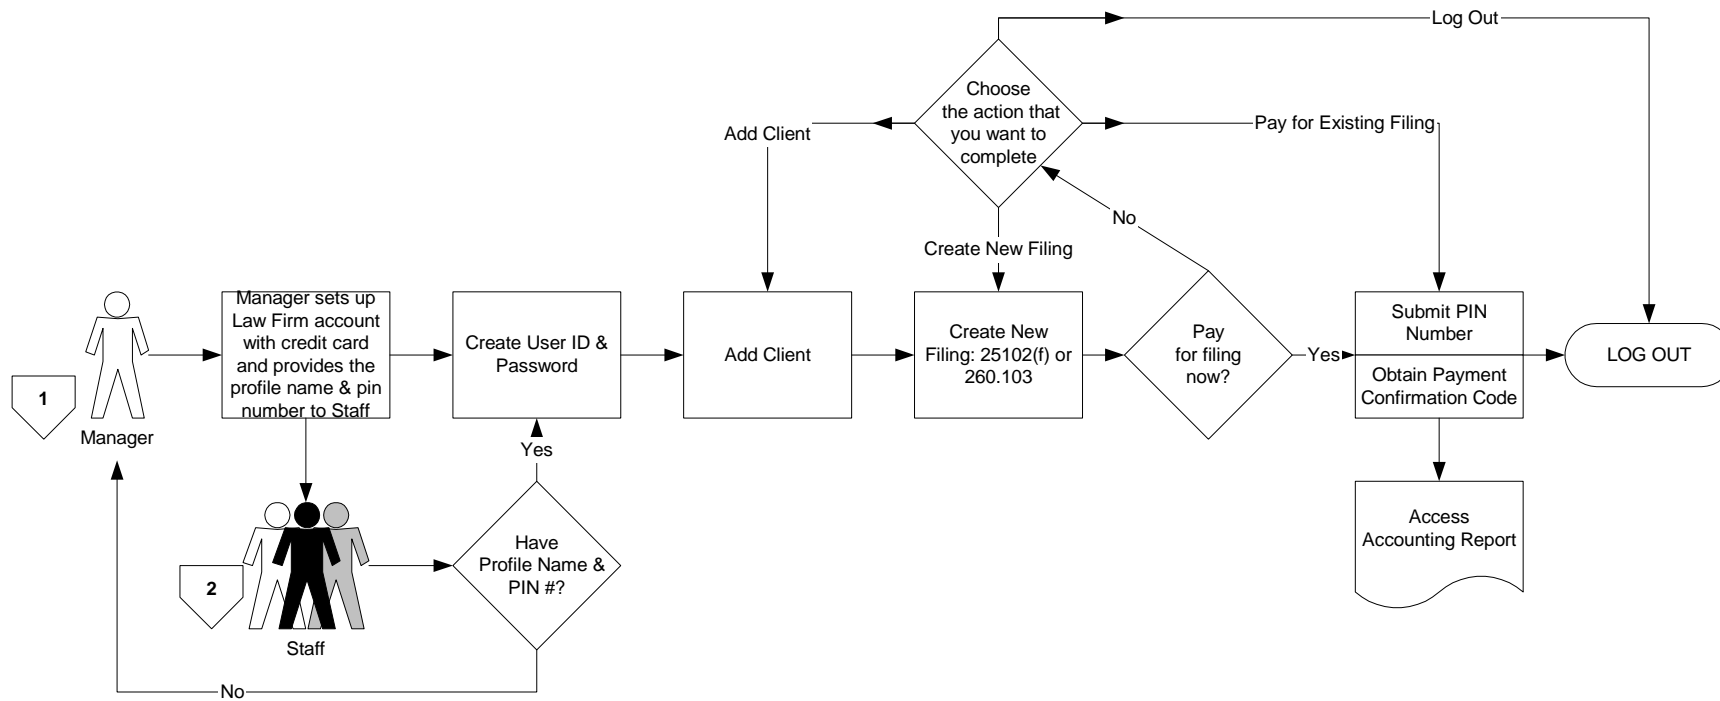 Log Out
Choose
the action that
you want to
complete
Add Client
Pay for Existing Filing
No
Create New Filing
Manager sets up
Law Firm account
with credit card
and provides the
profile name & pin
number to Staff
Create User ID &
Password
Add Client
Create New
Filing: 25102(f) or
260.103
Pay
for filing
now?
Yes
Submit PIN
Number
Obtain Payment
Confirmation Code
LOG OUT
1
Manager
Yes
Have
Profile Name &
PIN #?
Access
Accounting Report
2
Staff
No